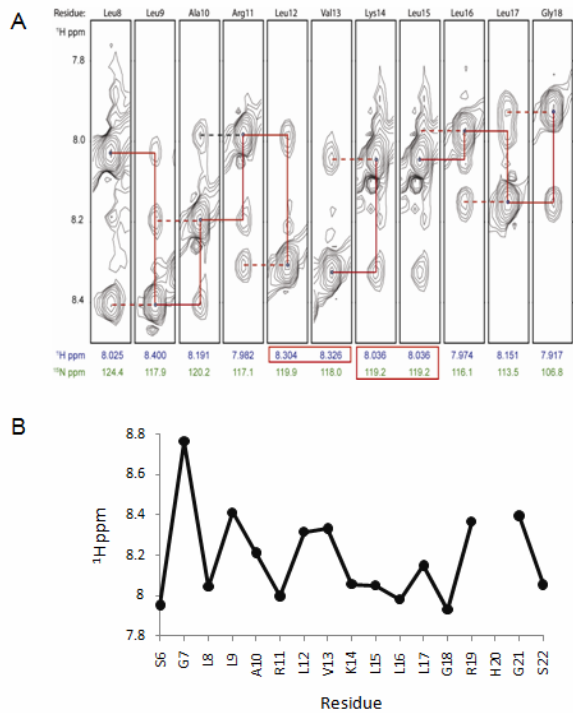 A
Residue: Leu8 Leu9 Ala10 Arg11 Leu12 Val13 Lys14 Leu15 Leu16 Leu17 Gly18
¹H ppm
7.8
8.0
8.2
8.4
¹H ppm 8.025 8.400 8.191 7.982 8.304 8.326 8.036 8.036 7.974 8.151 7.917
¹⁵N ppm 124.4 117.9 120.2 117.1 119.9 118.0 119.2 119.2 116.1 113.5 106.8
B
8.8
8.6
8.4
8.2
8
7.8
¹H ppm
S6 G7 L8 L9 A10 R11 L12 V13 K14 L15 L16 L17 G18 R19 H20 G21 S22
Residue